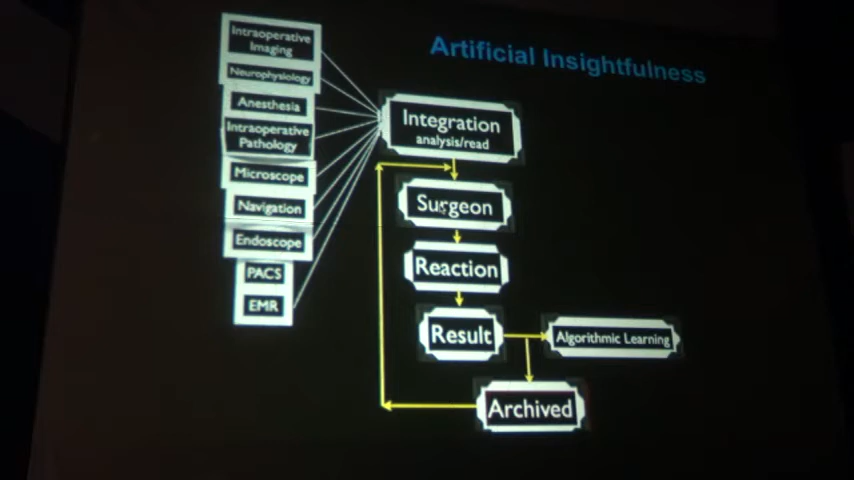 Artificial Insightfulness
Intraoperative
Imaging
Neurophysiology
Anesthesia
Intraoperative
Pathology
Microscope
Navigation
Endoscope
PACS
EMR
Integration
analysis/read
Surgeon
Reaction
Result
Algorithmic Learning
Archived